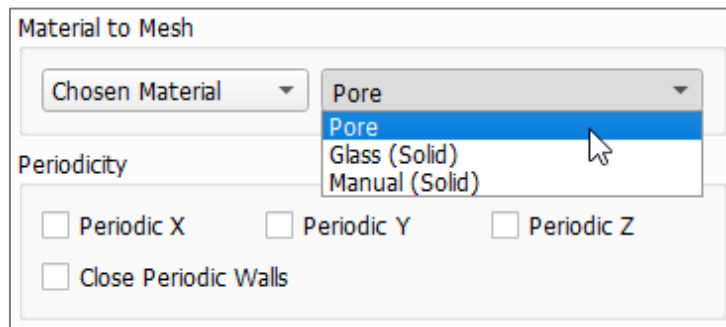 Material to Mesh
Chosen Material Pore
Pore
Glass (Solid)
Manual (Solid)
Periodicity
Periodic X Periodic Y Periodic Z
Close Periodic Walls